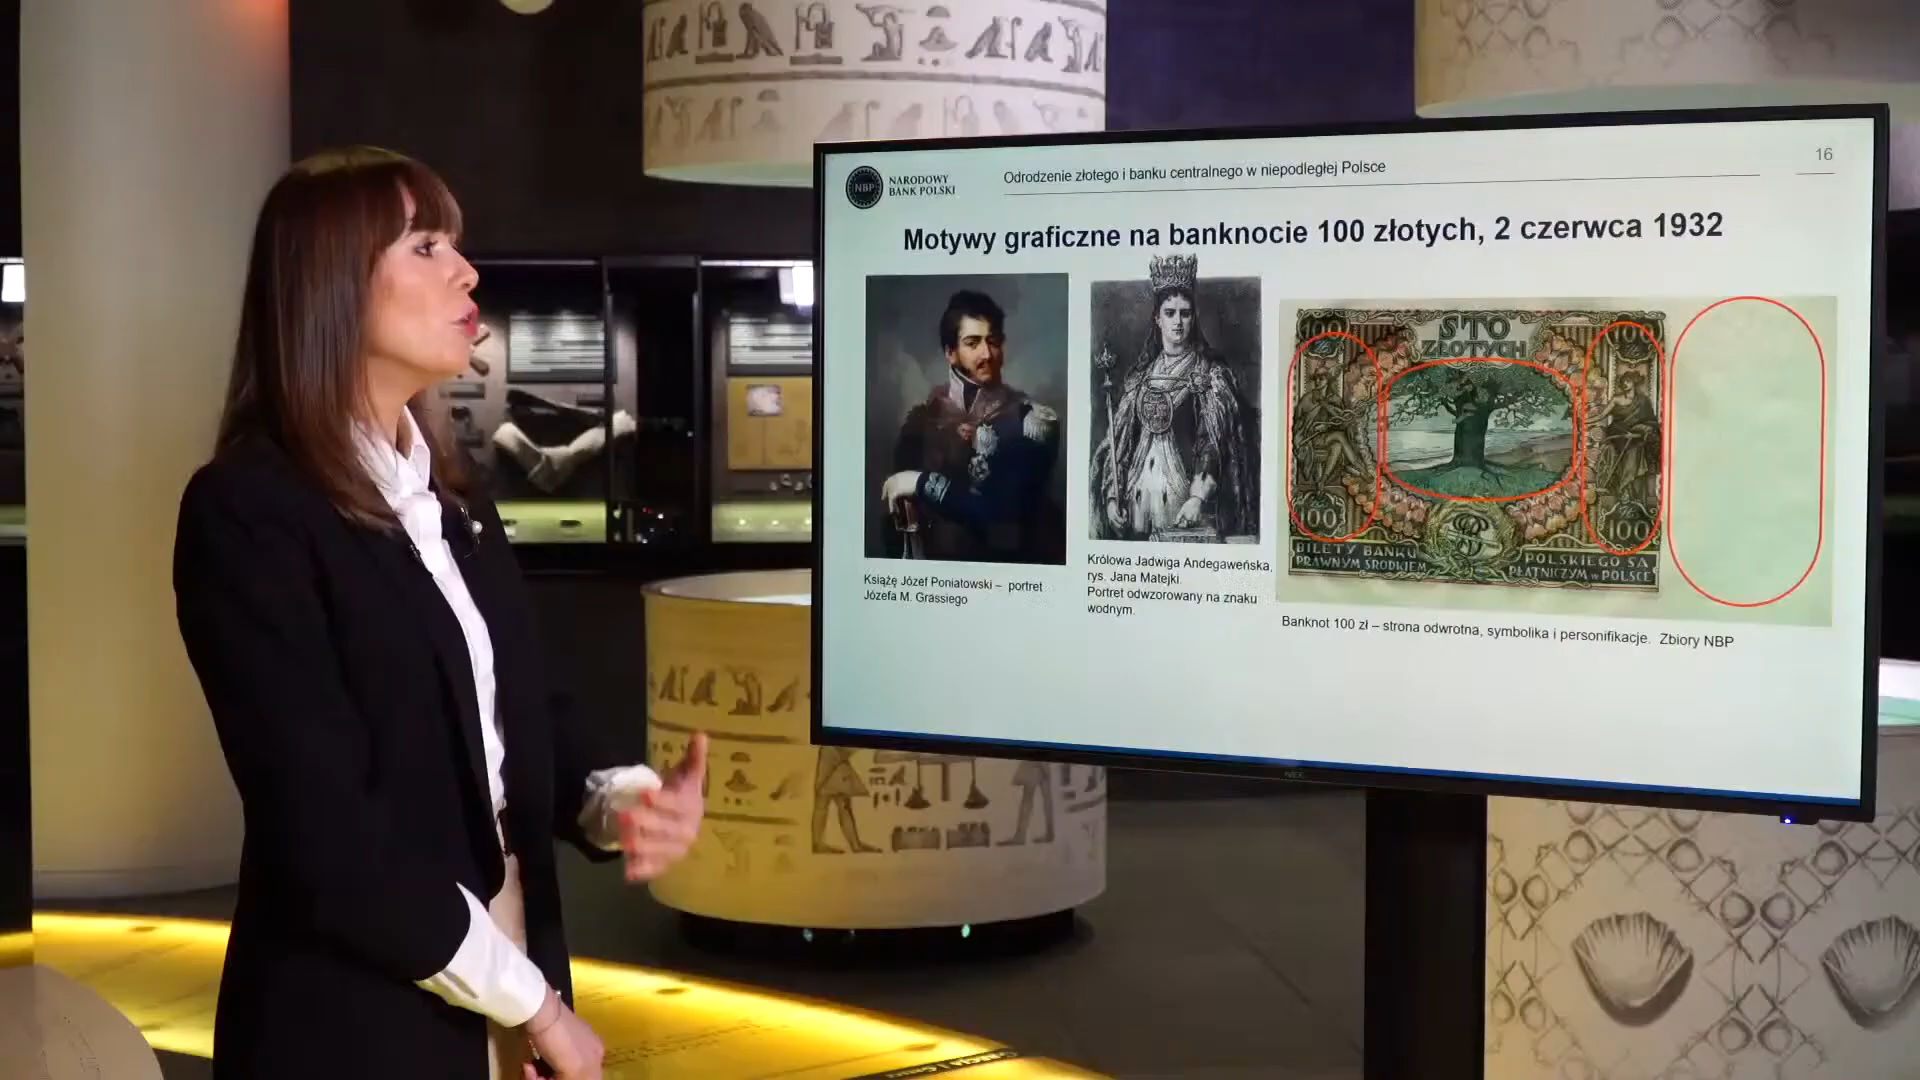 NBP
NARODOWY
BANK POLSKI
Odrodzenie złotego i banku centralnego w niepodległej Polsce
16
Motywy graficzne na banknocie 100 złotych, 2 czerwca 1932
Książę Józef Poniatowski – portret
Józefa M. Grassiego
Królowa Jadwiga Andegaweńska,
rys. Jana Matejki.
Portret odwzorowany na znaku
wodnym.
100
STO
ZŁOTYCH
100
100
100
BILETY BANKU
POLSKIEGO SĄ
PRAWNYM ŚRODKIEM
PŁATNICZYM W POLSCE
Banknot 100 zł – strona odwrotna, symbolika i personifikacje. Zbiory NBP
NEC